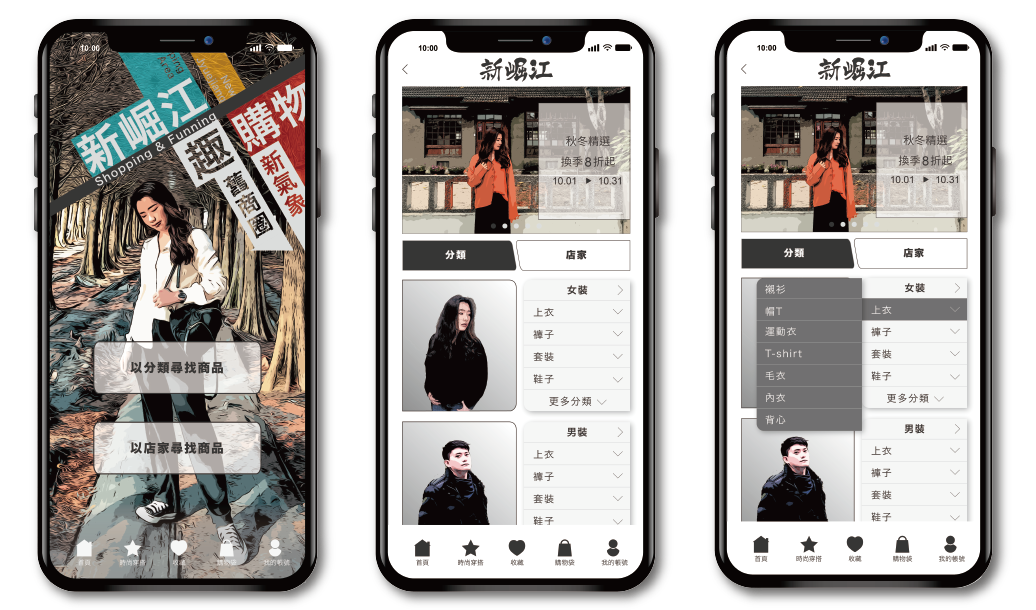 10:00
新崛江
Shopping & Funning
購物
趣
新氣象
舊商圈
以分類尋找商品
以店家尋找商品
首頁
時尚穿搭
收藏
購物袋
我的帳號
10:00
新崛江
秋冬精選
換季8折起
10.01 ▶ 10.31
分類
店家
女裝
上衣
褲子
套裝
鞋子
更多分類
男裝
上衣
褲子
套裝
鞋子
首頁
時尚穿搭
收藏
購物袋
我的帳號
10:00
新崛江
秋冬精選
換季8折起
10.01 ▶ 10.31
分類
店家
襯衫
帽T
運動衣
T-shirt
毛衣
內衣
背心
女裝
上衣
褲子
套裝
鞋子
更多分類
男裝
上衣
褲子
套裝
鞋子
首頁
時尚穿搭
收藏
購物袋
我的帳號